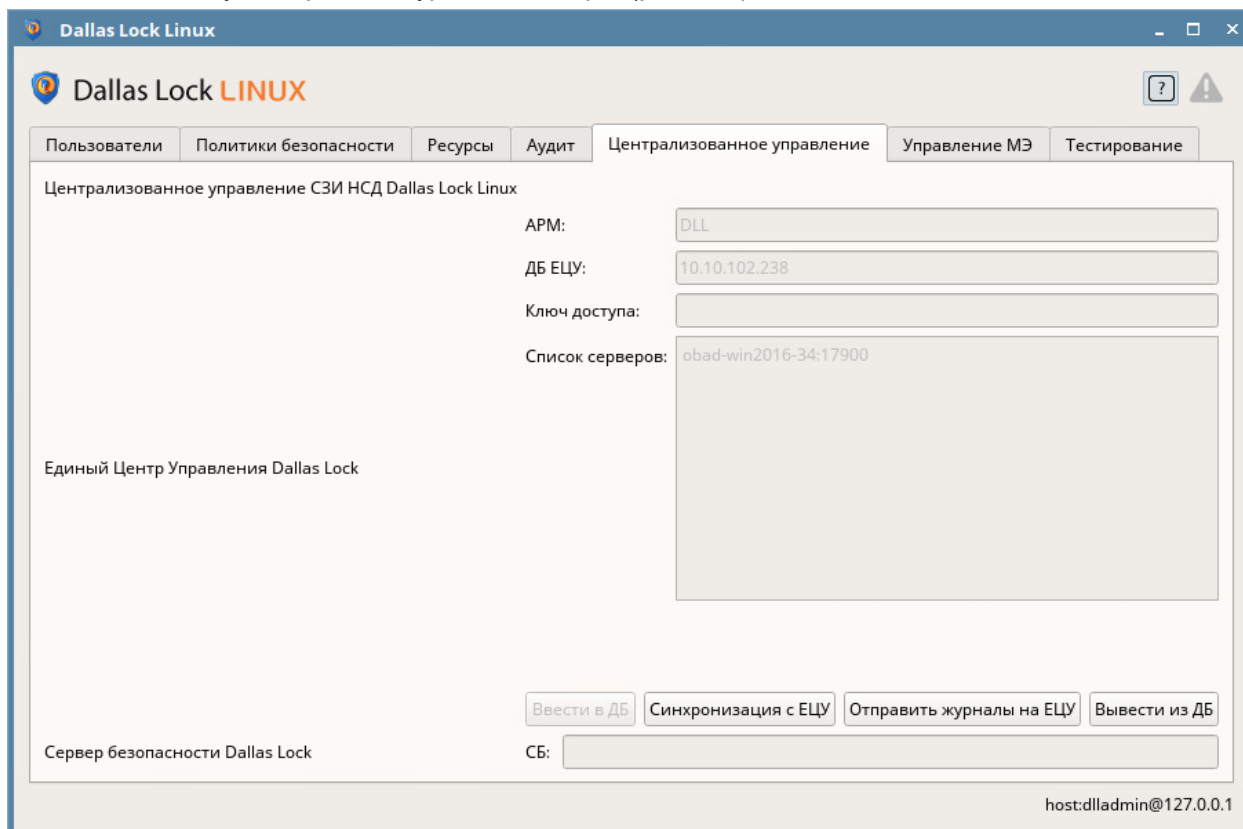 Dallas Lock Linux
Dallas Lock LINUX
Пользователи Политики безопасности Ресурсы Аудит Централизованное управление Управление МЭ Тестирование
Централизованное управление СЗИ НСД Dallas Lock Linux
АРМ: DLL
ДБ ЕЦУ: 10.10.102.238
Ключ доступа:
Список серверов: obad-win2016-34:17900
Единый Центр Управления Dallas Lock
Ввести в ДБ Синхронизация с ЕЦУ Отправить журналы на ЕЦУ Вывести из ДБ
Сервер безопасности Dallas Lock СБ:
host:dlladmin@127.0.0.1